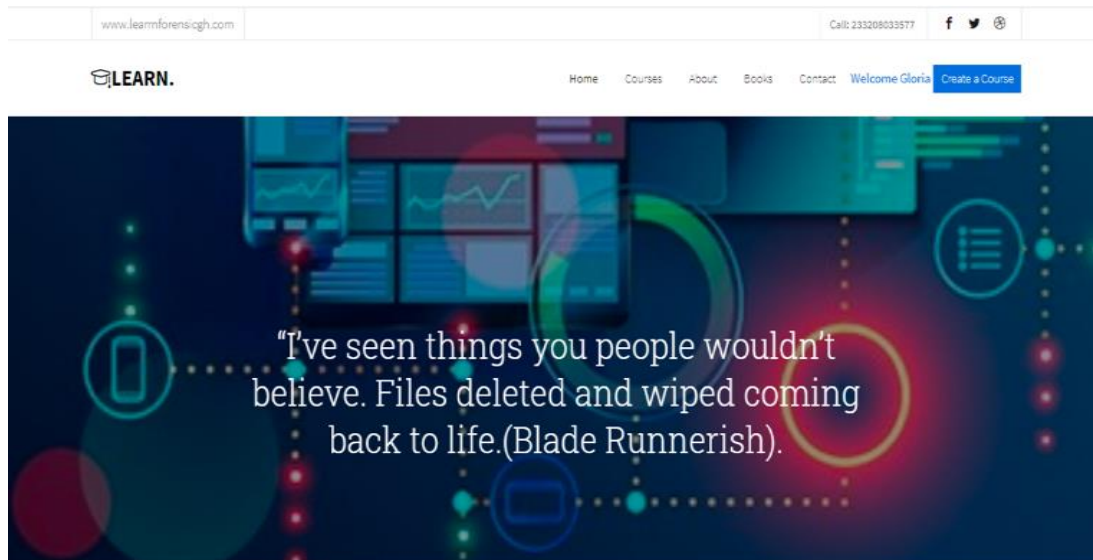 www.learnforensicgh.com
Call: 233208033577
LEARN.
Home Courses About Books Contact Welcome Gloria Create a Course
“I’ve seen things you people wouldn’t
believe. Files deleted and wiped coming
back to life.(Blade Runnerish).